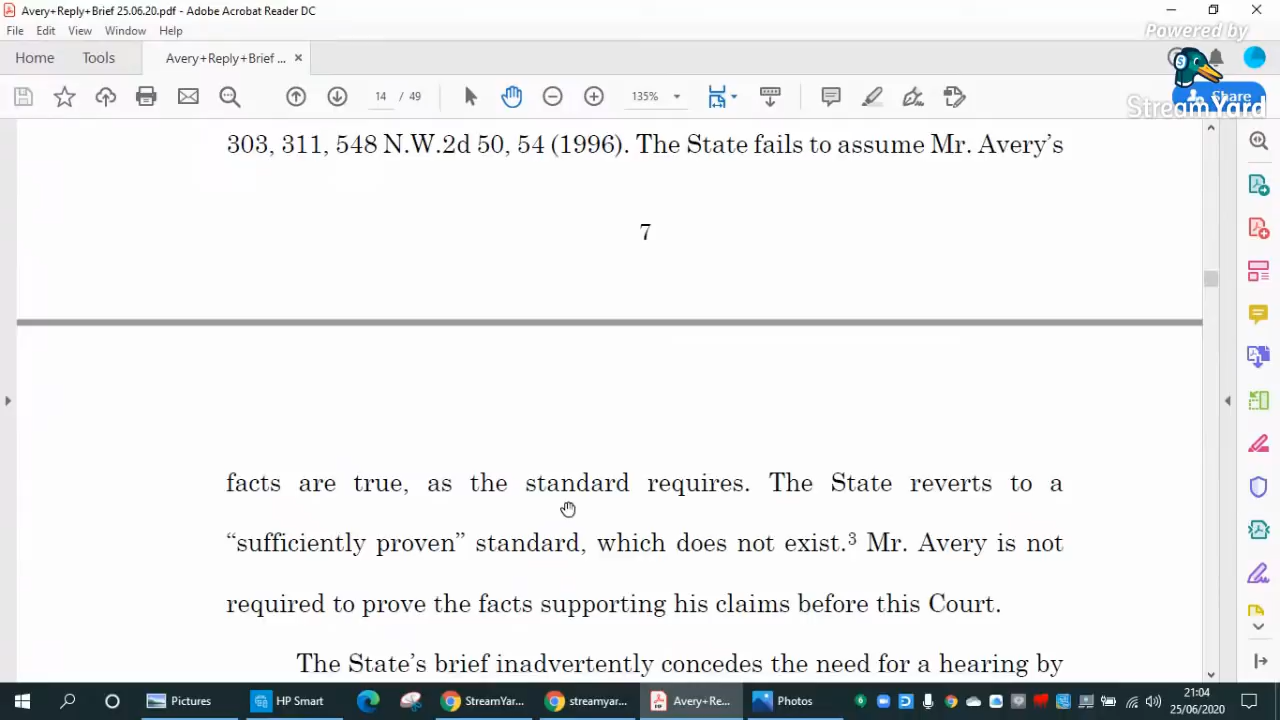 Avery+Reply+Brief 25.06.20.pdf - Adobe Acrobat Reader DC
Powered by
File Edit View Window Help
Home Tools Avery+Reply+Brief ... ×
14 / 49 135% Share
StreamYard
303, 311, 548 N.W.2d 50, 54 (1996). The State fails to assume Mr. Avery’s
7
facts are true, as the standard requires. The State reverts to a
“sufficiently proven” standard, which does not exist.³ Mr. Avery is not
required to prove the facts supporting his claims before this Court.
The State’s brief inadvertently concedes the need for a hearing by
Pictures HP Smart StreamYar... streamyar... Avery+Re... Photos 21:04
25/06/2020